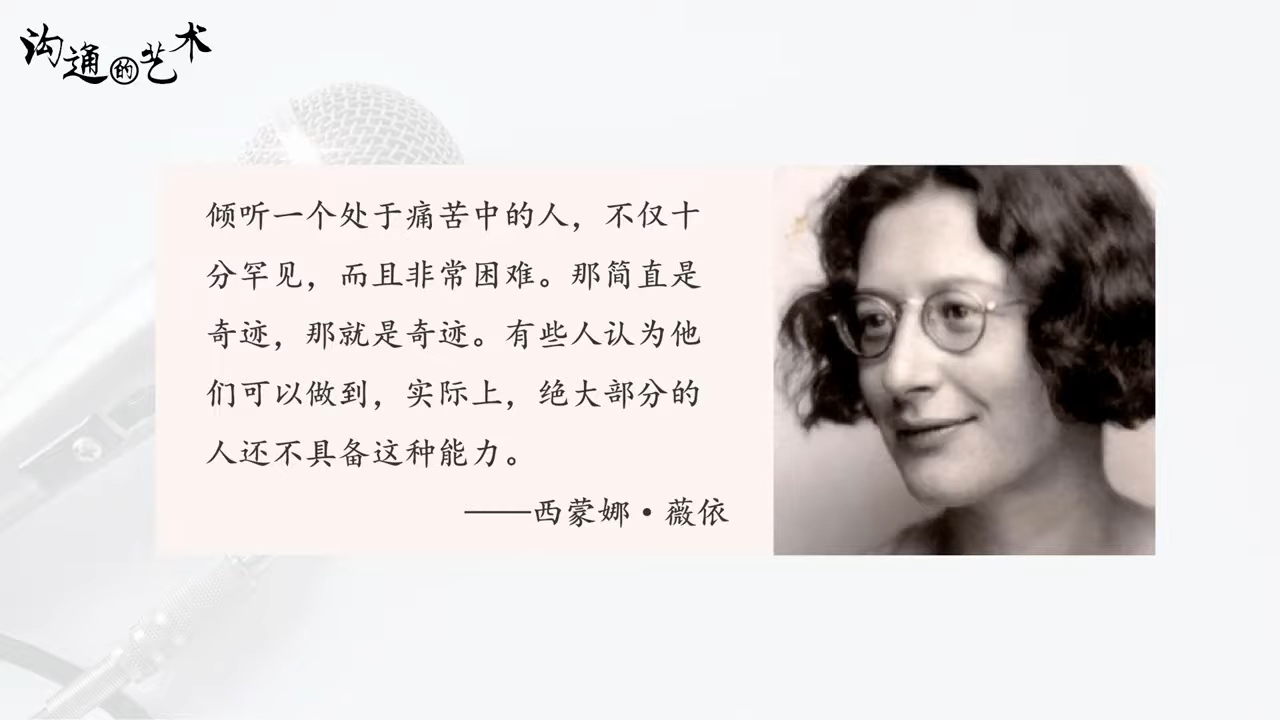 沟通的艺术
倾听一个处于痛苦中的人，不仅十
分罕见，而且非常困难。那简直是
奇迹，那就是奇迹。有些人认为他
们可以做到，实际上，绝大部分的
人还不具备这种能力。
——西蒙娜·薇依